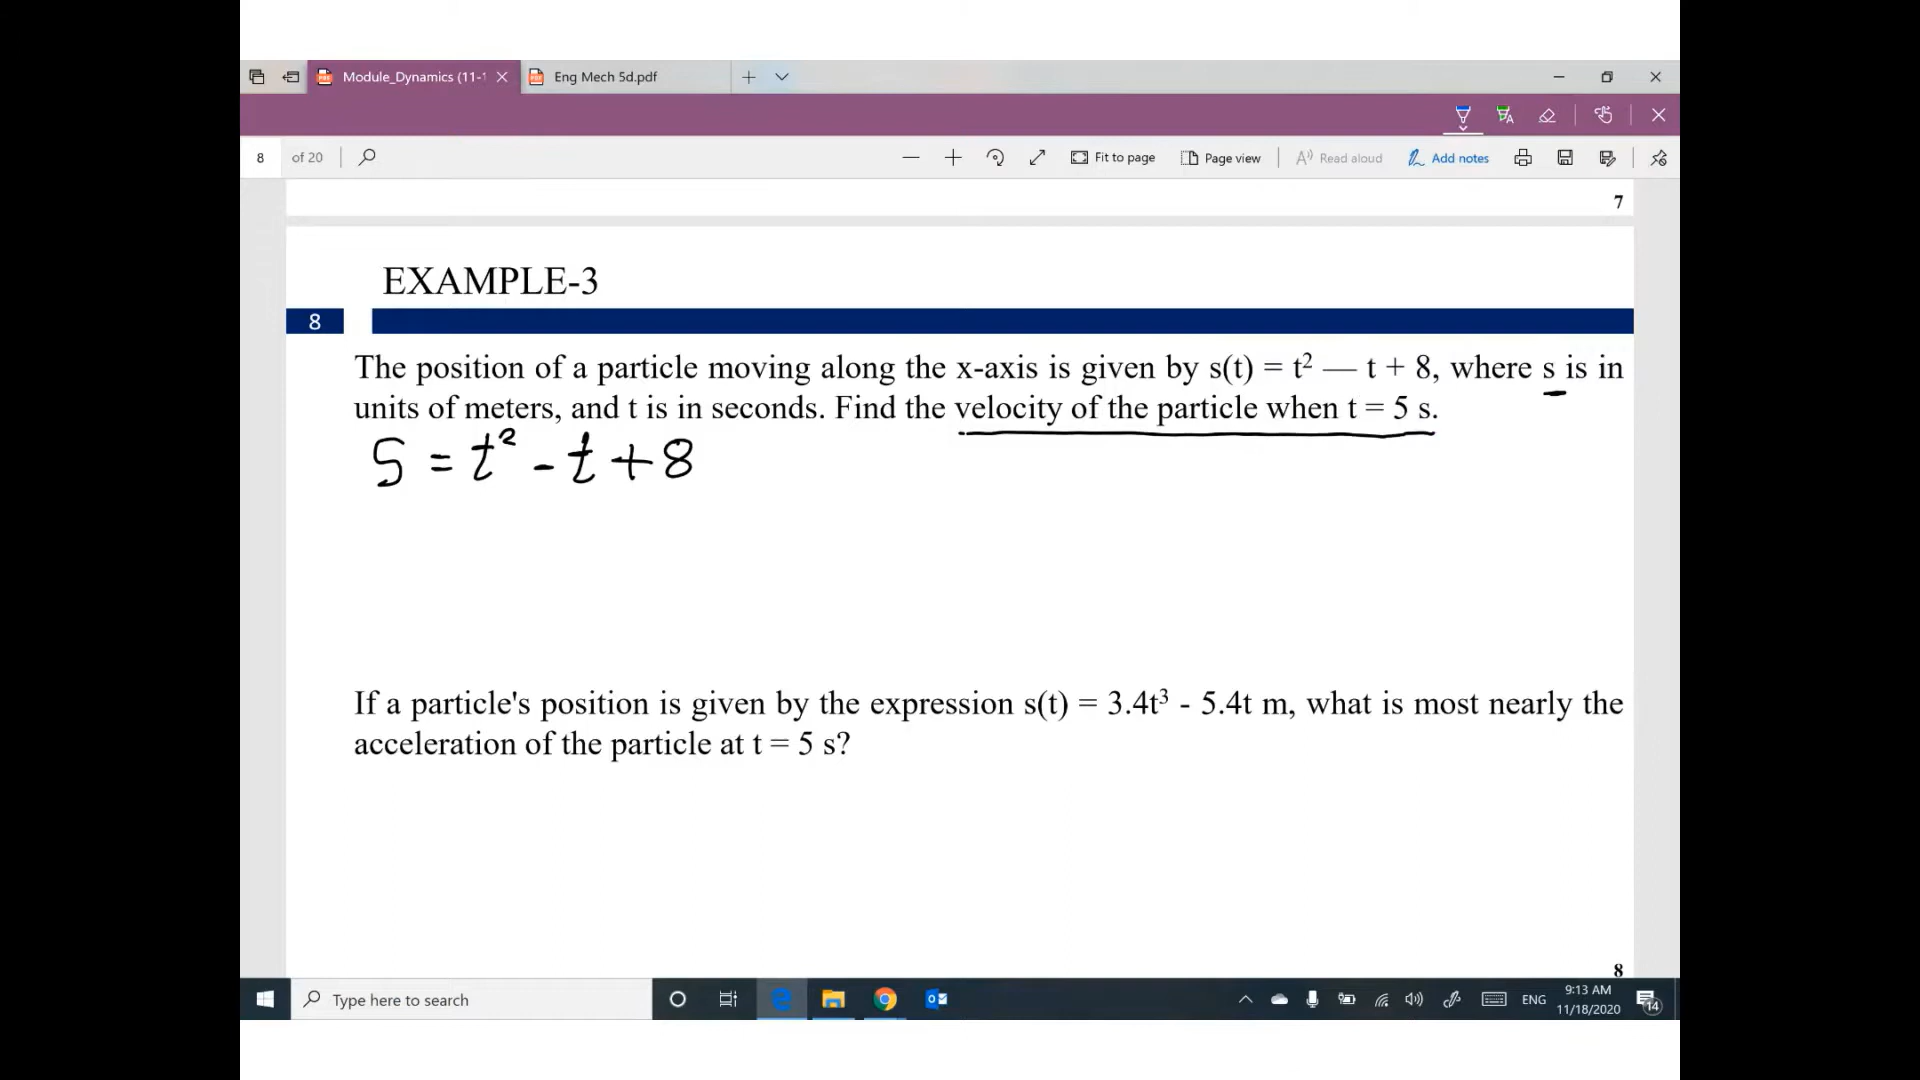 Module_Dynamics (11-1
Eng Mech 5d.pdf
8 of 20
Fit to page
Page view
Read aloud
Add notes
7
EXAMPLE-3
8
The position of a particle moving along the x-axis is given by s(t) = t² — t + 8, where s is in
units of meters, and t is in seconds. Find the velocity of the particle when t = 5 s.
S = t² - t + 8
If a particle's position is given by the expression s(t) = 3.4t³ - 5.4t m, what is most nearly the
acceleration of the particle at t = 5 s?
8
Type here to search
ENG
9:13 AM
11/18/2020
14